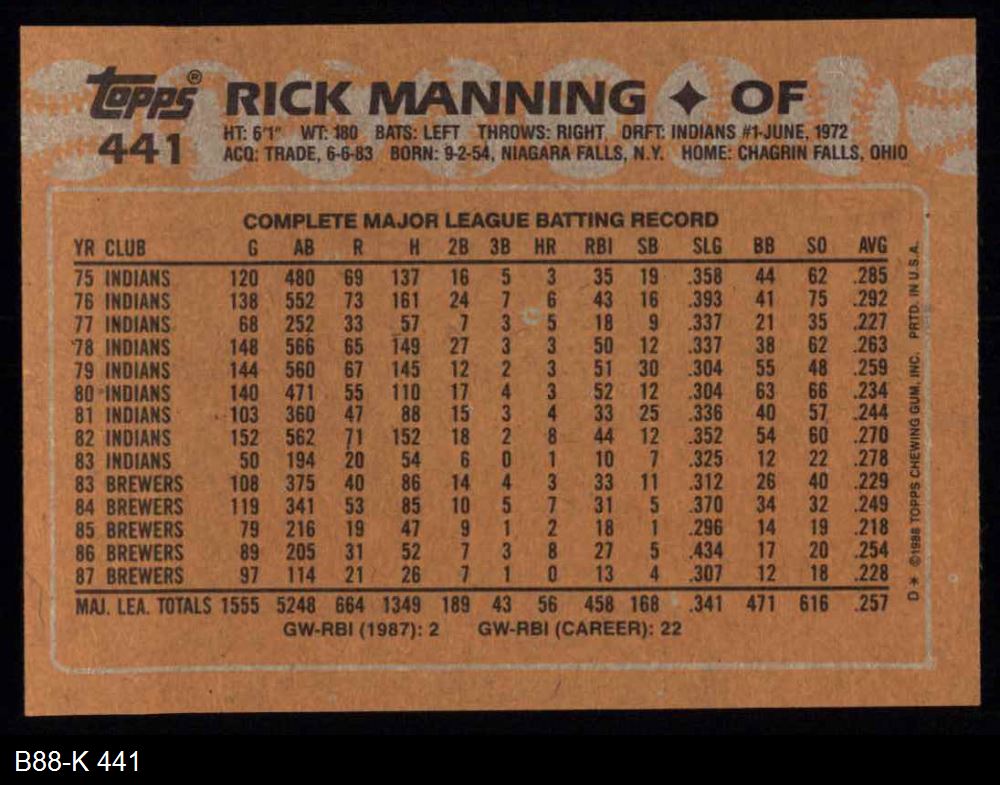 Topps® RICK MANNING ✦ OF
441
HT: 6'1" WT: 180 BATS: LEFT THROWS: RIGHT DRFT: INDIANS #1-JUNE, 1972
ACQ: TRADE, 6-6-83 BORN: 9-2-54, NIAGARA FALLS, N.Y. HOME: CHAGRIN FALLS, OHIO
COMPLETE MAJOR LEAGUE BATTING RECORD
YR CLUB G AB R H 2B 3B HR RBI SB SLG BB SO AVG
75 INDIANS 120 480 69 137 16 5 3 35 19 .358 44 62 .285
76 INDIANS 138 552 73 161 24 7 6 43 16 .393 41 75 .292
77 INDIANS 68 252 33 57 7 3 5 18 9 .337 21 35 .227
78 INDIANS 148 566 65 149 27 3 3 50 12 .337 38 62 .263
79 INDIANS 144 560 67 145 12 2 3 51 30 .304 55 48 .259
80 INDIANS 140 471 55 110 17 4 3 52 12 .304 63 66 .234
81 INDIANS 103 360 47 88 15 3 4 33 25 .336 40 57 .244
82 INDIANS 152 562 71 152 18 2 8 44 12 .352 54 60 .270
83 INDIANS 50 194 20 54 6 0 1 10 7 .325 12 22 .278
83 BREWERS 108 375 40 86 14 4 3 33 11 .312 26 40 .229
84 BREWERS 119 341 53 85 10 5 7 31 5 .370 34 32 .249
85 BREWERS 79 216 19 47 9 1 2 18 1 .296 14 19 .218
86 BREWERS 89 205 31 52 7 3 8 27 5 .434 17 20 .254
87 BREWERS 97 114 21 26 7 1 0 13 4 .307 12 18 .228
MAJ. LEA. TOTALS 1555 5248 664 1349 189 43 56 458 168 .341 471 616 .257
GW-RBI (1987): 2 GW-RBI (CAREER): 22
D * ©1988 TOPPS CHEWING GUM, INC. PRTD. IN U.S.A.
B88-K 441